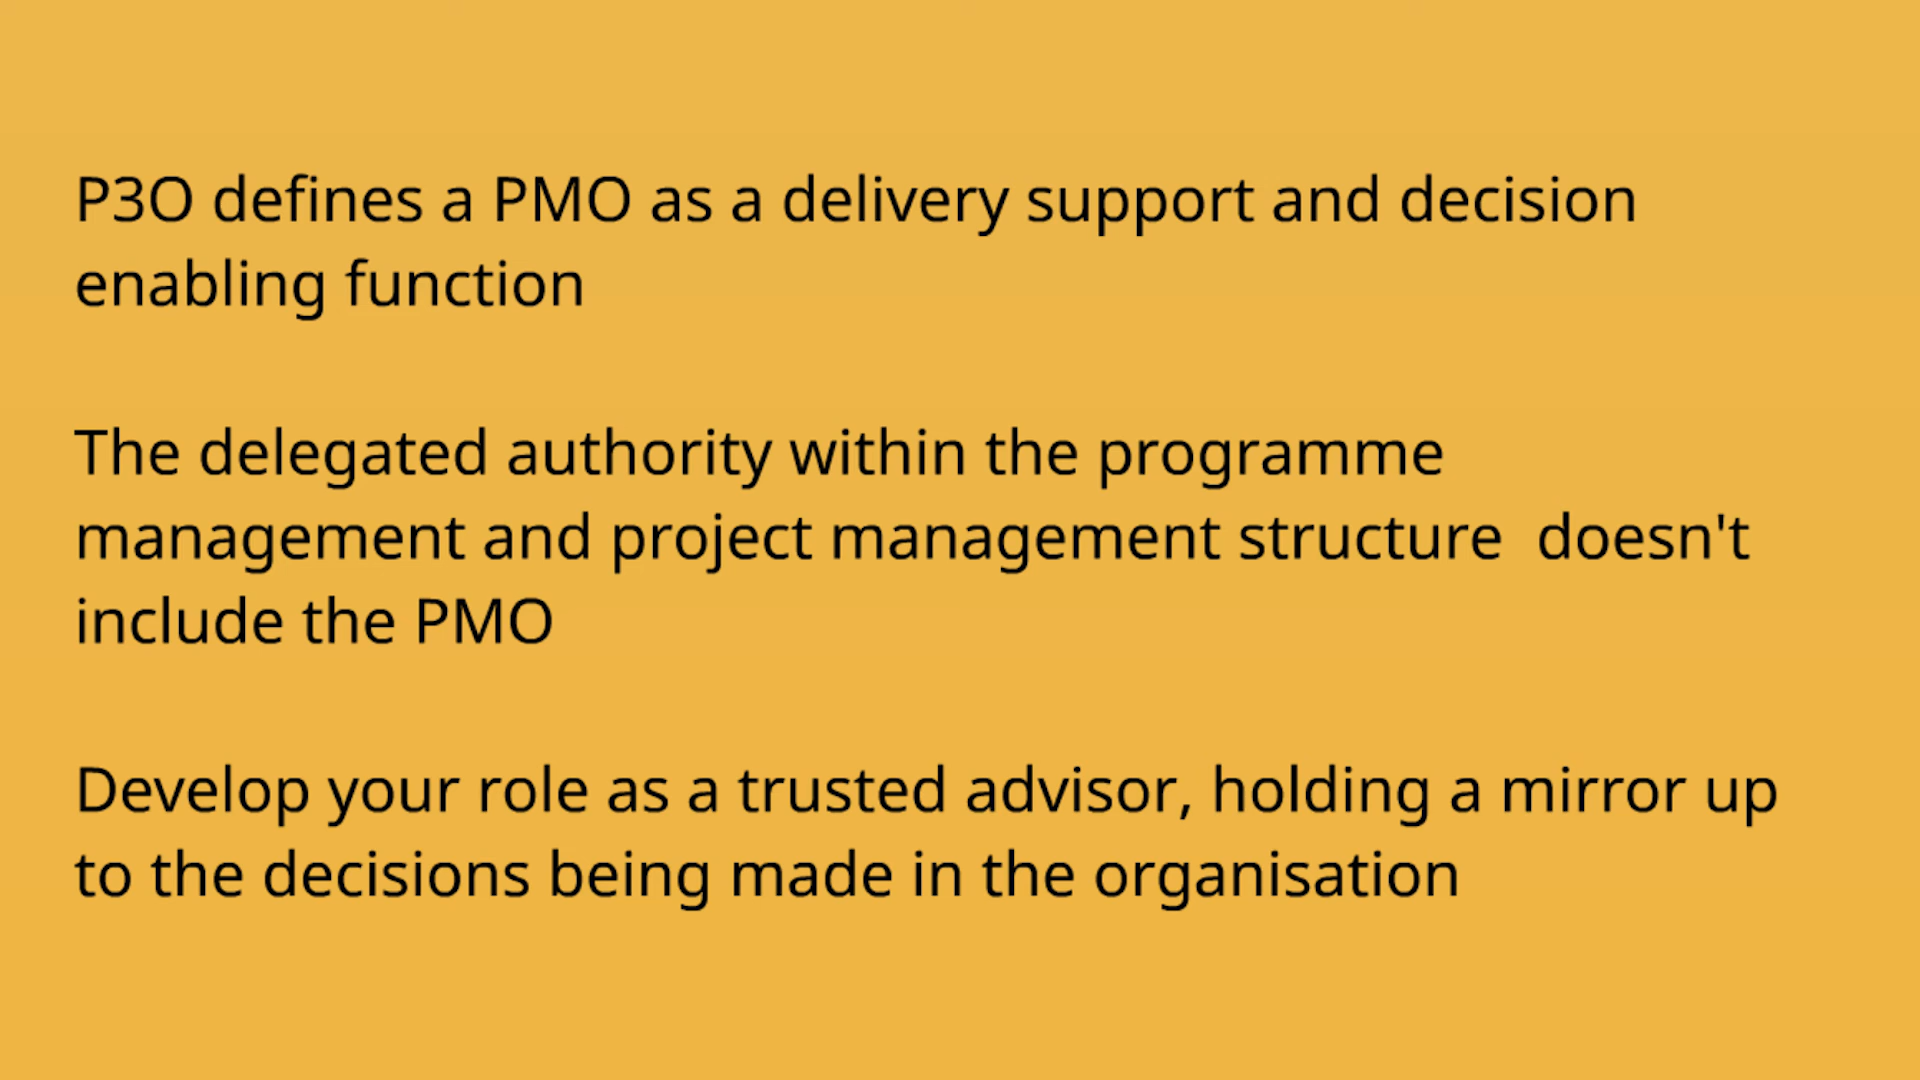 P3O defines a PMO as a delivery support and decision
enabling function
The delegated authority within the programme
management and project management structure  doesn't
include the PMO
Develop your role as a trusted advisor, holding a mirror up
to the decisions being made in the organisation